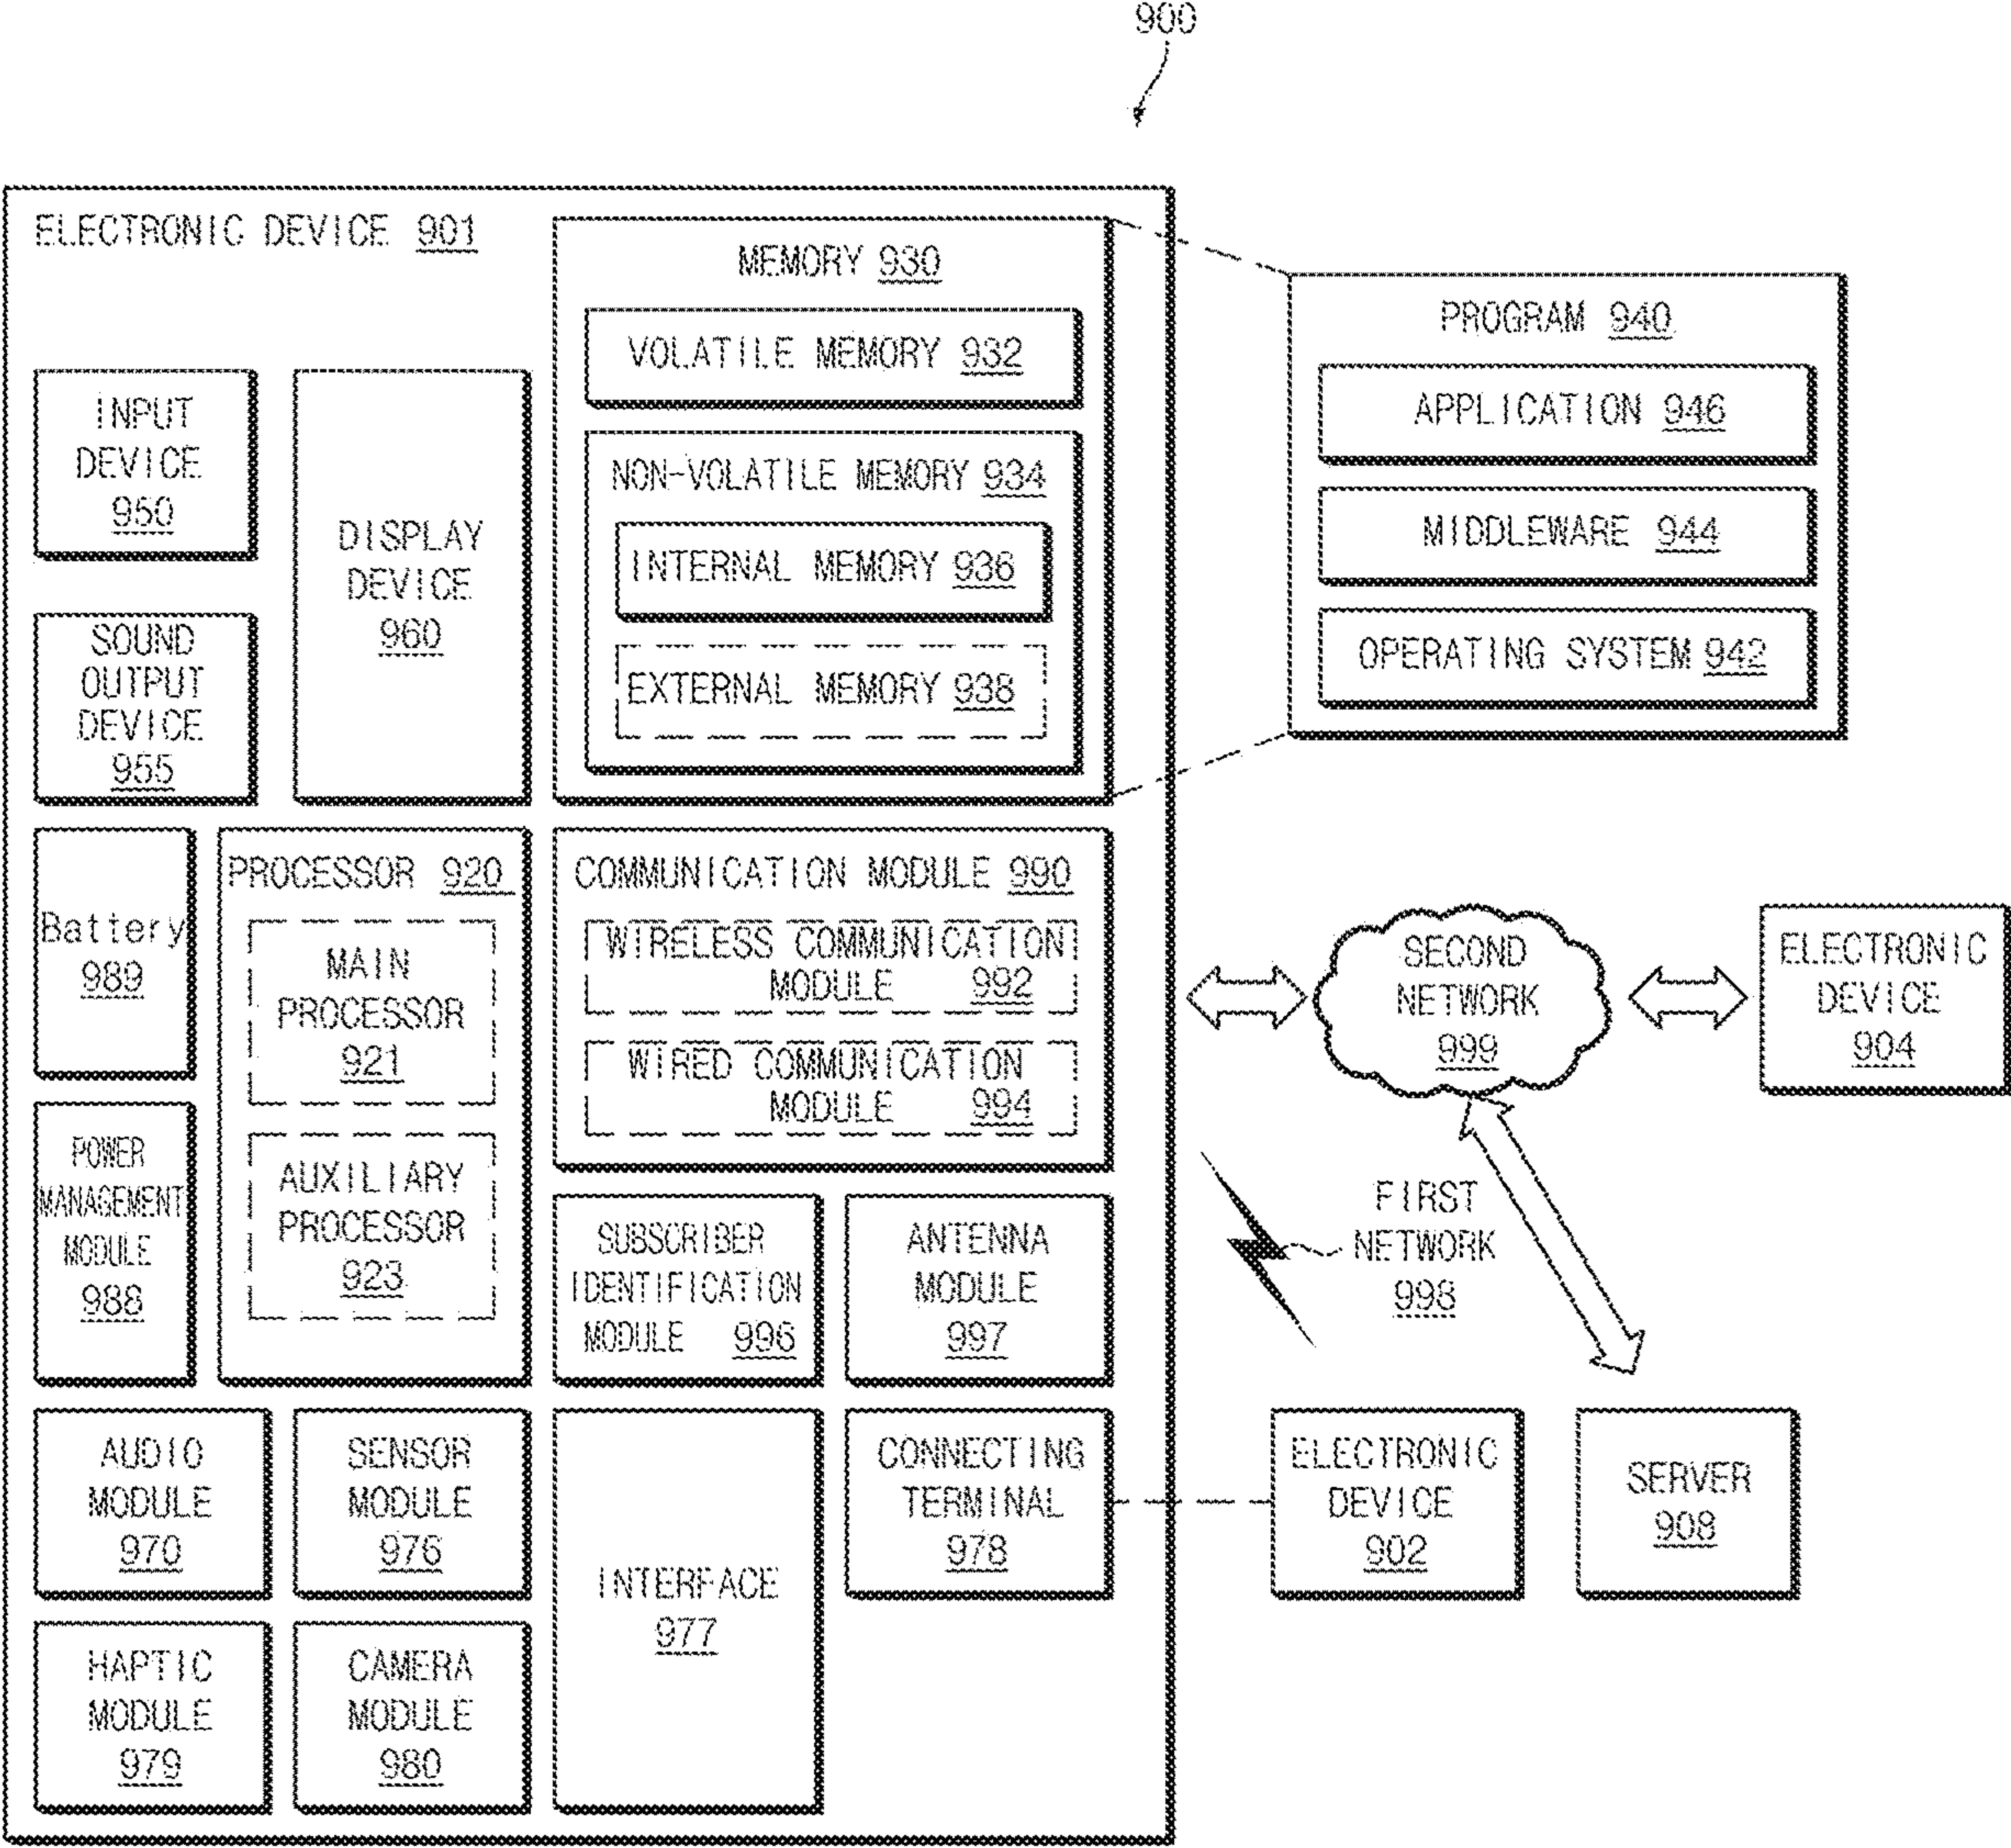 900
ELECTRONIC DEVICE 901
MEMORY 930
VOLATILE MEMORY 932
NON-VOLATILE MEMORY 934
INTERNAL MEMORY 936
EXTERNAL MEMORY 938
PROGRAM 940
APPLICATION 946
MIDDLEWARE 944
OPERATING SYSTEM 942
INPUT
DEVICE
950
SOUND
OUTPUT
DEVICE
955
DISPLAY
DEVICE
960
Battery
989
POWER
MANAGEMENT
MODULE
988
PROCESSOR 920
MAIN
PROCESSOR
921
AUXILIARY
PROCESSOR
923
COMMUNICATION MODULE 990
WIRELESS COMMUNICATION
MODULE 992
WIRED COMMUNICATION
MODULE 994
SUBSCRIBER
IDENTIFICATION
MODULE 996
ANTENNA
MODULE
997
SECOND
NETWORK
999
ELECTRONIC
DEVICE
904
FIRST
NETWORK
998
AUDIO
MODULE
970
SENSOR
MODULE
976
INTERFACE
977
CONNECTING
TERMINAL
978
ELECTRONIC
DEVICE
902
SERVER
908
HAPTIC
MODULE
979
CAMERA
MODULE
980